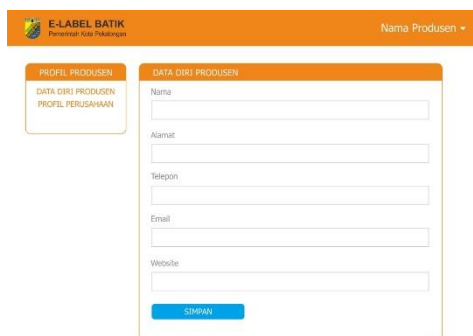 E-LABEL BATIK
Pemerintah Kota Pekalongan
Nama Produsen
PROFIL PRODUSEN
DATA DIRI PRODUSEN
PROFIL PERUSAHAAN
DATA DIRI PRODUSEN
Nama
Alamat
Telepon
Email
Website
SIMPAN